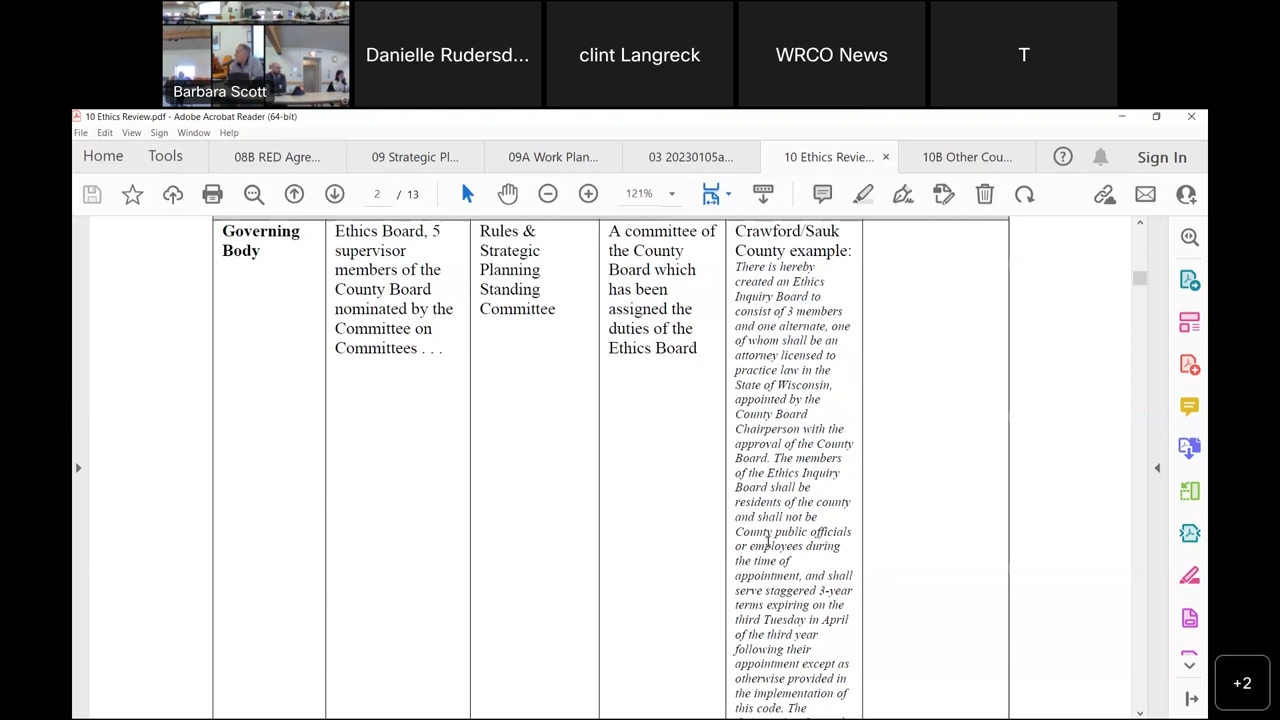 Danielle Rudersd...
clint Langreck
WRCO News
T
Barbara Scott
10 Ethics Review.pdf - Adobe Acrobat Reader (64-bit)
File Edit View Sign Window Help
Home Tools 08B RED Agre... 09 Strategic Pl... 09A Work Plan... 03 20230105a... 10 Ethics Revie... × 10B Other Cou... Sign In
2 / 13 121%
Governing
Body
Ethics Board, 5
supervisor
members of the
County Board
nominated by the
Committee on
Committees . . .
Rules &
Strategic
Planning
Standing
Committee
A committee of
the County
Board which
has been
assigned the
duties of the
Ethics Board
Crawford/Sauk
County example:
There is hereby
created an Ethics
Inquiry Board to
consist of 3 members
and one alternate, one
of whom shall be an
attorney licensed to
practice law in the
State of Wisconsin,
appointed by the
County Board
Chairperson with the
approval of the County
Board. The members
of the Ethics Inquiry
Board shall be
residents of the county
and shall not be
County public officials
or employees during
the time of
appointment, and shall
serve staggered 3-year
terms expiring on the
third Tuesday in April
of the third year
following their
appointment except as
otherwise provided in
the implementation of
this code. The
+2